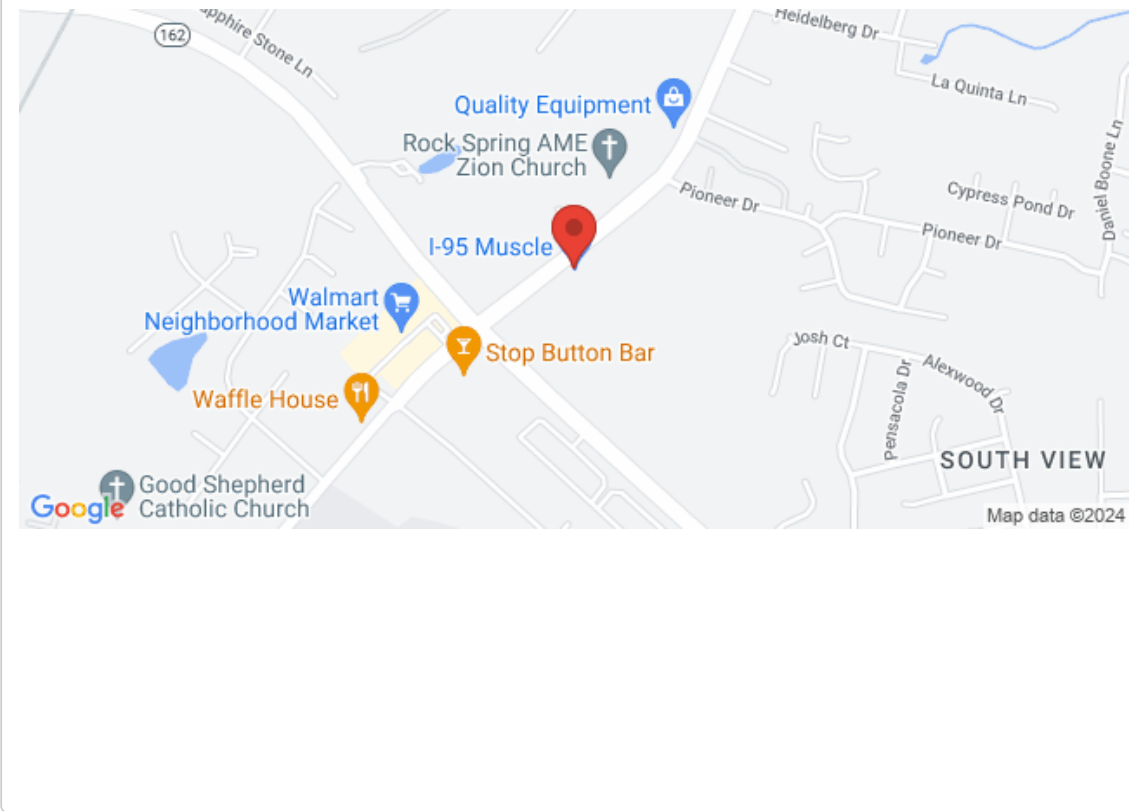 162
apphire Stone Ln
Heidelberg Dr
La Quinta Ln
Quality Equipment
Rock Spring AME
Zion Church
Pioneer Dr
Cypress Pond Dr
Daniel Boone Ln
Pioneer Dr
I-95 Muscle
Walmart
Neighborhood Market
Josh Ct
Stop Button Bar
Alexwood Dr
Pensacola Dr
Waffle House
SOUTH VIEW
Good Shepherd
Catholic Church
Google
Map data ©2024